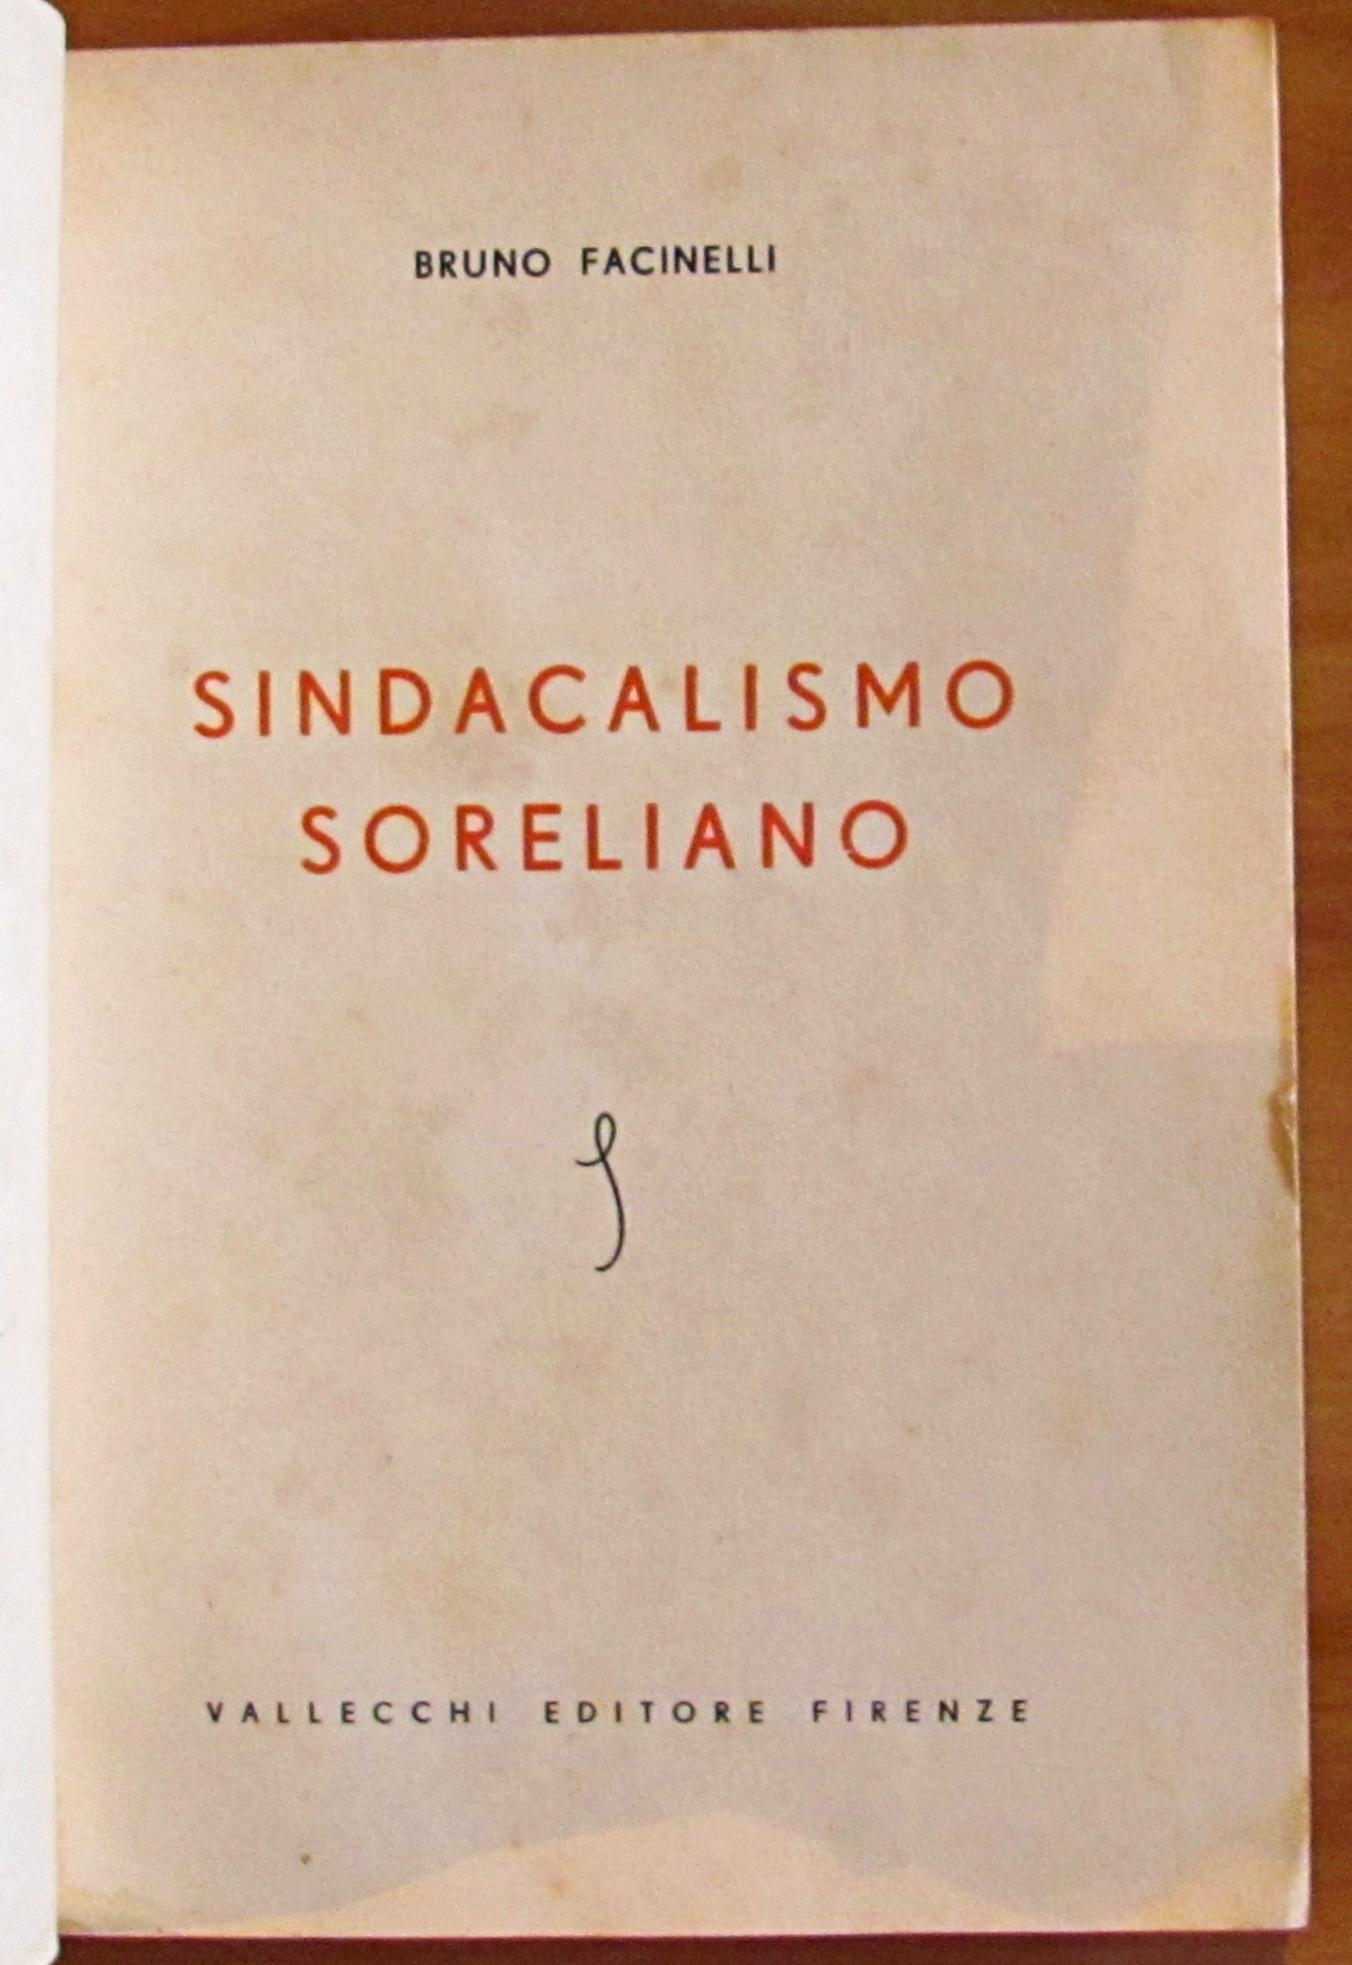 BRUNO FACINELLI
SINDACALISMO
SORELIANO
VALLECCHI EDITORE FIRENZE